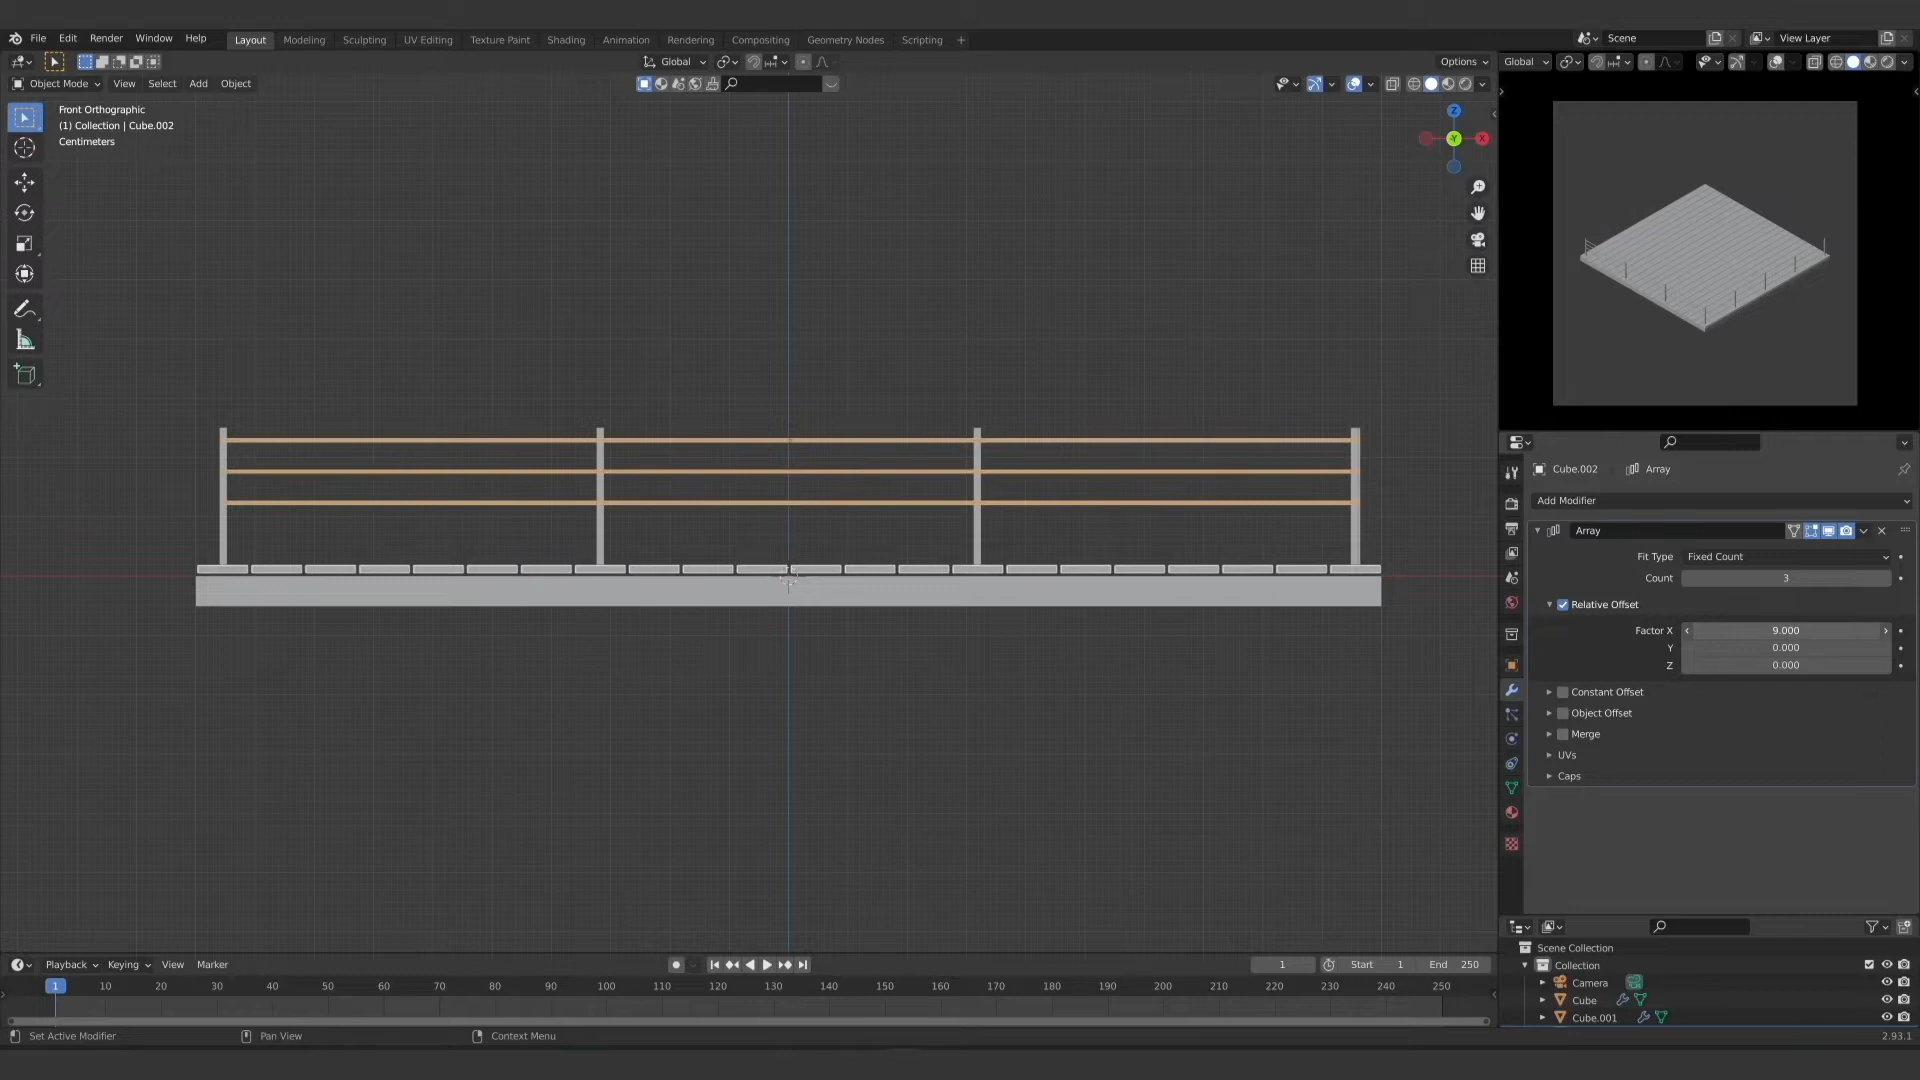 File Edit Render Window Help Layout Modeling Sculpting UV Editing Texture Paint Shading Animation Rendering Compositing Geometry Nodes Scripting + Scene View Layer
Global Options Global
Object Mode View Select Add Object
Front Orthographic
(1) Collection | Cube.002
Centimeters
Z
Y
X
Cube.002 Array
Add Modifier
Array
Fit Type Fixed Count
Count 3
Relative Offset
Factor X 9.000
Y 0.000
Z 0.000
Constant Offset
Object Offset
Merge
UVs
Caps
Scene Collection
Collection
Camera
Cube
Cube.001
Playback Keying View Marker 1 Start 1 End 250
1 10 20 30 40 50 60 70 80 90 100 110 120 130 140 150 160 170 180 190 200 210 220 230 240 250
Set Active Modifier Pan View Context Menu 2.93.1